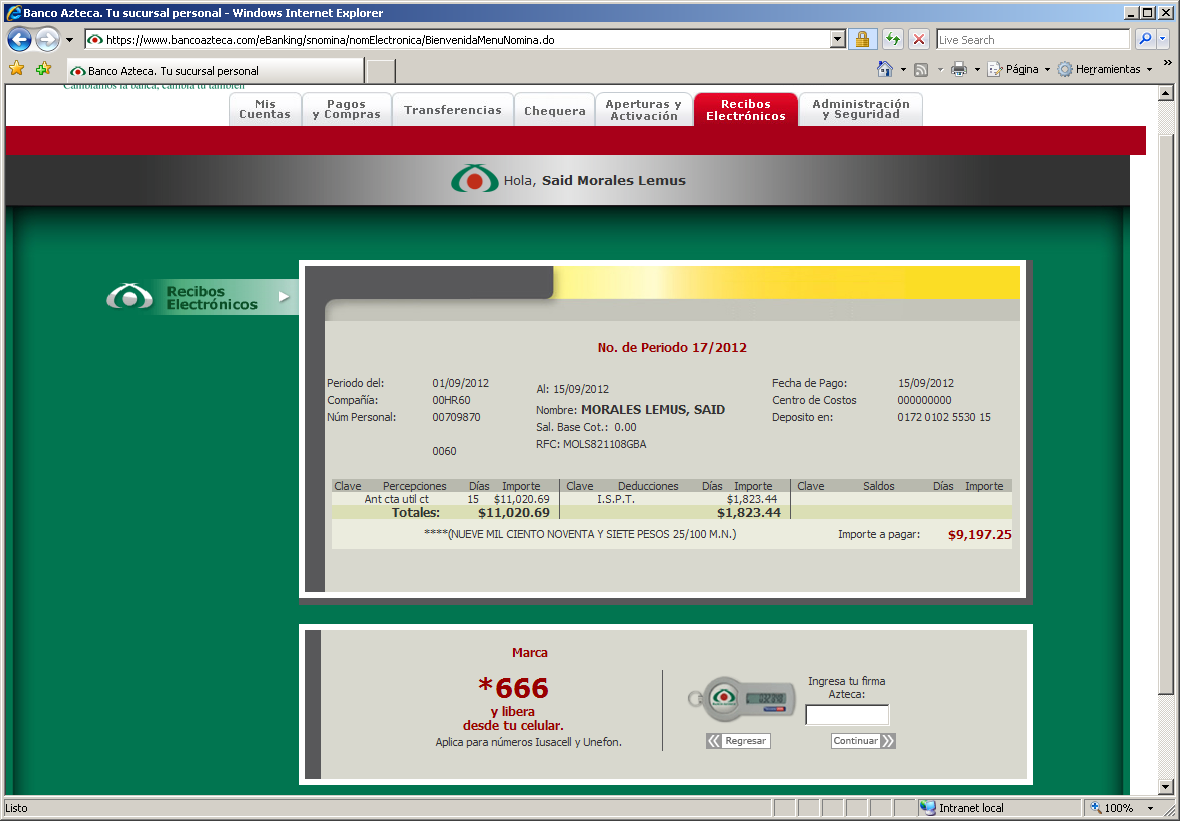 Banco Azteca. Tu sucursal personal - Windows Internet Explorer
https://www.bancoazteca.com/eBanking/snomina/nomElectronica/BienvenidaMenuNomina.do
Live Search
Banco Azteca. Tu sucursal personal
Página
Herramientas
Cambiamos la banca, cambia tú también
Mis Cuentas
Pagos y Compras
Transferencias
Chequera
Aperturas y Activación
Recibos Electrónicos
Administración y Seguridad
Hola, Said Morales Lemus
Recibos
Electrónicos
No. de Periodo 17/2012
Periodo del: 01/09/2012 Al: 15/09/2012 Fecha de Pago: 15/09/2012
Compañía: 00HR60 Nombre: MORALES LEMUS, SAID Centro de Costos 000000000
Núm Personal: 00709870 Sal. Base Cot.: 0.00 Deposito en: 0172 0102 5530 15
0060 RFC: MOLS821108GBA
Clave Percepciones Días Importe Clave Deducciones Días Importe Clave Saldos Días Importe
Ant cta util ct 15 $11,020.69 I.S.P.T. $1,823.44
Totales: $11,020.69 $1,823.44
****(NUEVE MIL CIENTO NOVENTA Y SIETE PESOS 25/100 M.N.) Importe a pagar: $9,197.25
Marca
*666
y libera
desde tu celular.
Aplica para números Iusacell y Unefon.
Ingresa tu firma
Azteca:
Regresar
Continuar
Listo
Intranet local
100%